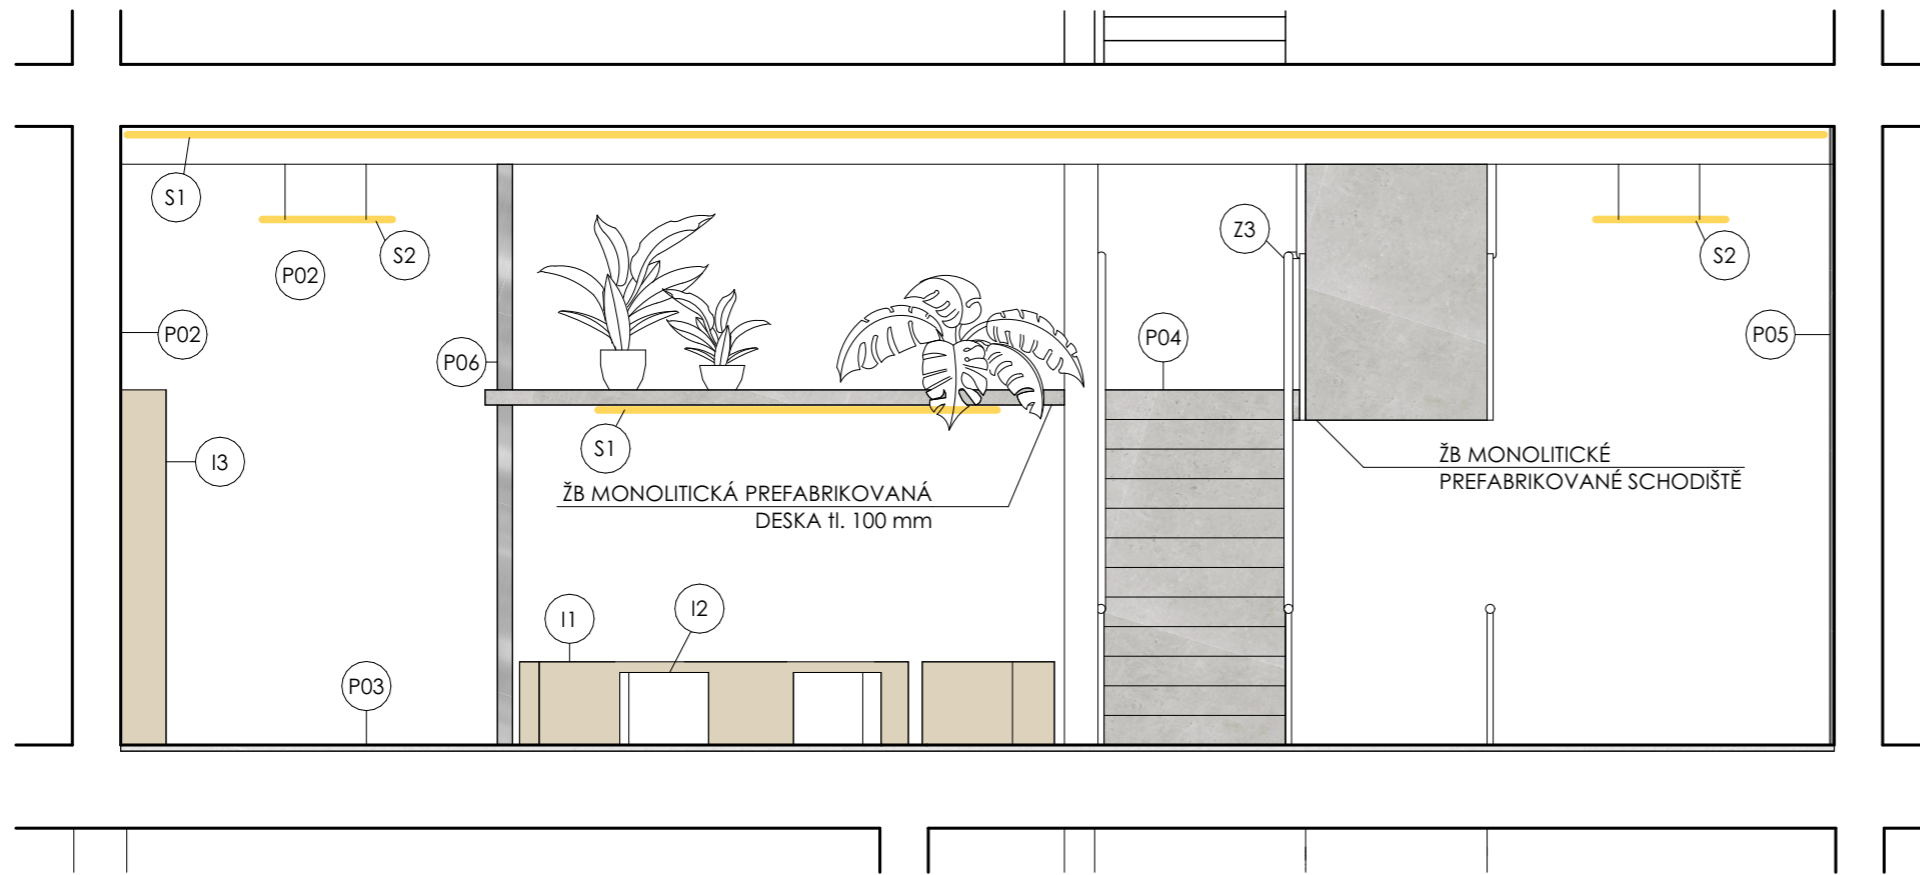 S1
S2
P02
P02
P06
Z3
P04
S2
P05
I3
S1
ŽB MONOLITICKÁ PREFABRIKOVANÁ
DESKA tl. 100 mm
ŽB MONOLITICKÉ
PREFABRIKOVANÉ SCHODIŠTĚ
I1
I2
P03